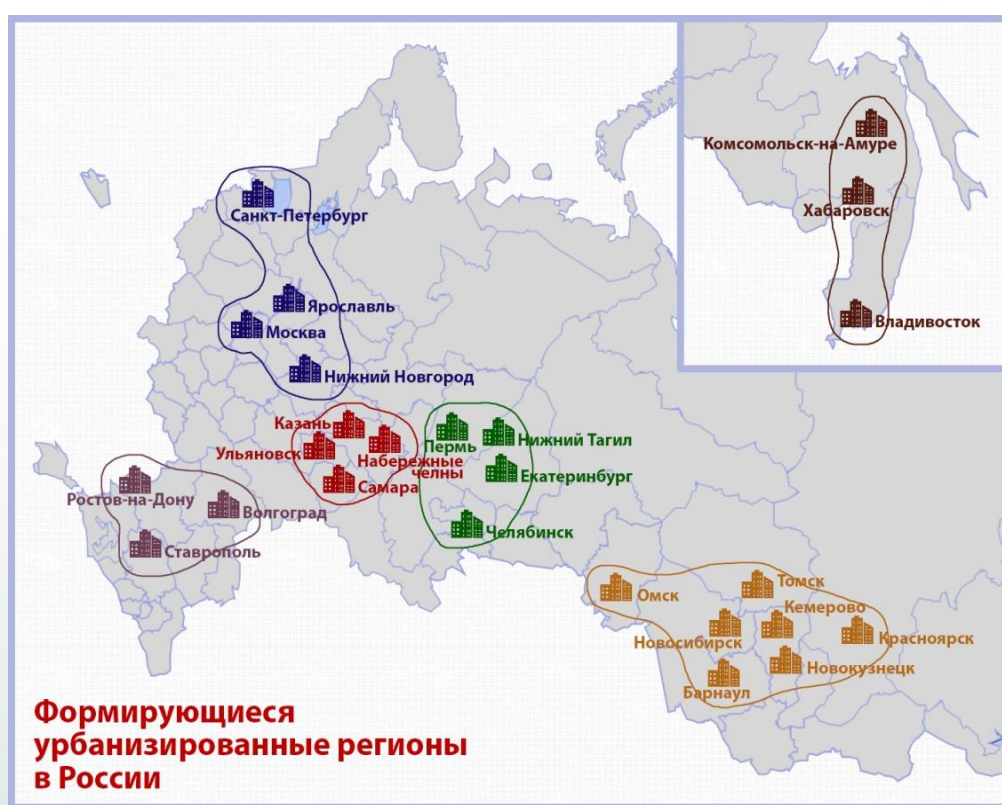 Комсомольск-на-Амуре
Хабаровск
Владивосток
Санкт-Петербург
Ярославль
Москва
Нижний Новгород
Казань
Ульяновск
Набережные
челны
Самара
Пермь
Нижний Тагил
Екатеринбург
Челябинск
Ростов-на-Дону
Волгоград
Ставрополь
Омск
Томск
Кемерово
Новосибирск
Красноярск
Новокузнецк
Барнаул
Формирующиеся
урбанизированные регионы
в России